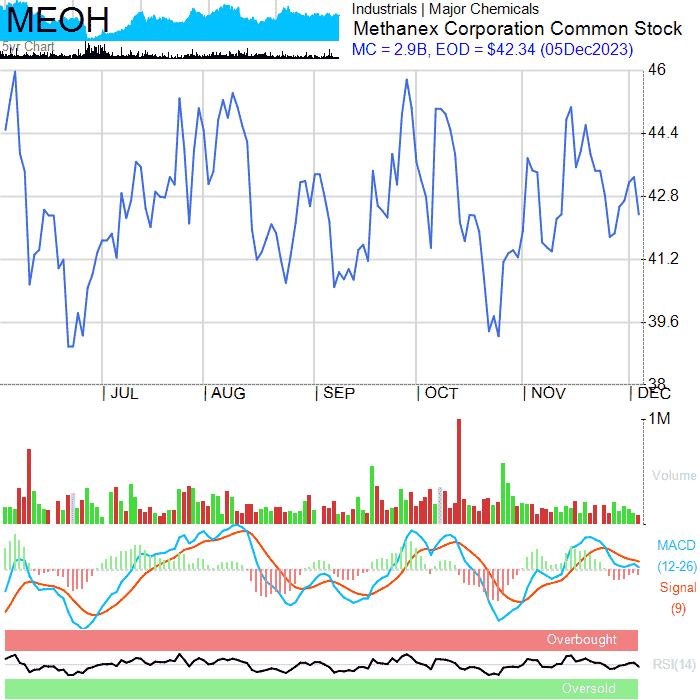 MEOH
5yr Chart
Industrials | Major Chemicals
Methanex Corporation Common Stock
MC = 2.9B, EOD = $42.34 (05Dec2023)
46
44.4
42.8
41.2
39.6
38
JUL AUG SEP OCT NOV DEC
1M
Volume
MACD
(12-26)
Signal
(9)
Overbought
RSI(14)
Oversold